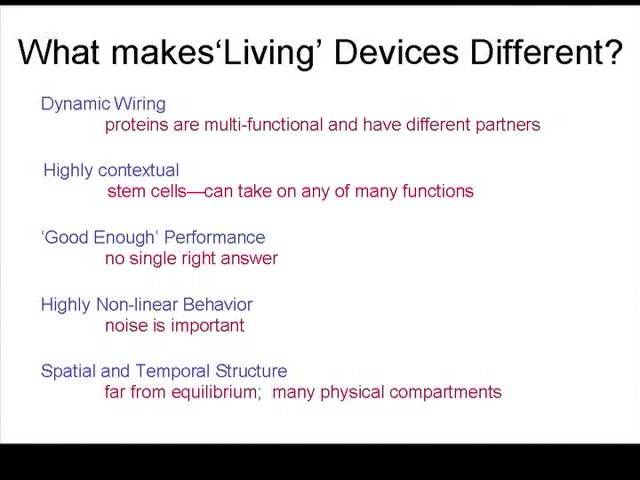 What makes‘Living’ Devices Different?
Dynamic Wiring
proteins are multi-functional and have different partners
Highly contextual
stem cells—can take on any of many functions
‘Good Enough’ Performance
no single right answer
Highly Non-linear Behavior
noise is important
Spatial and Temporal Structure
far from equilibrium;  many physical compartments